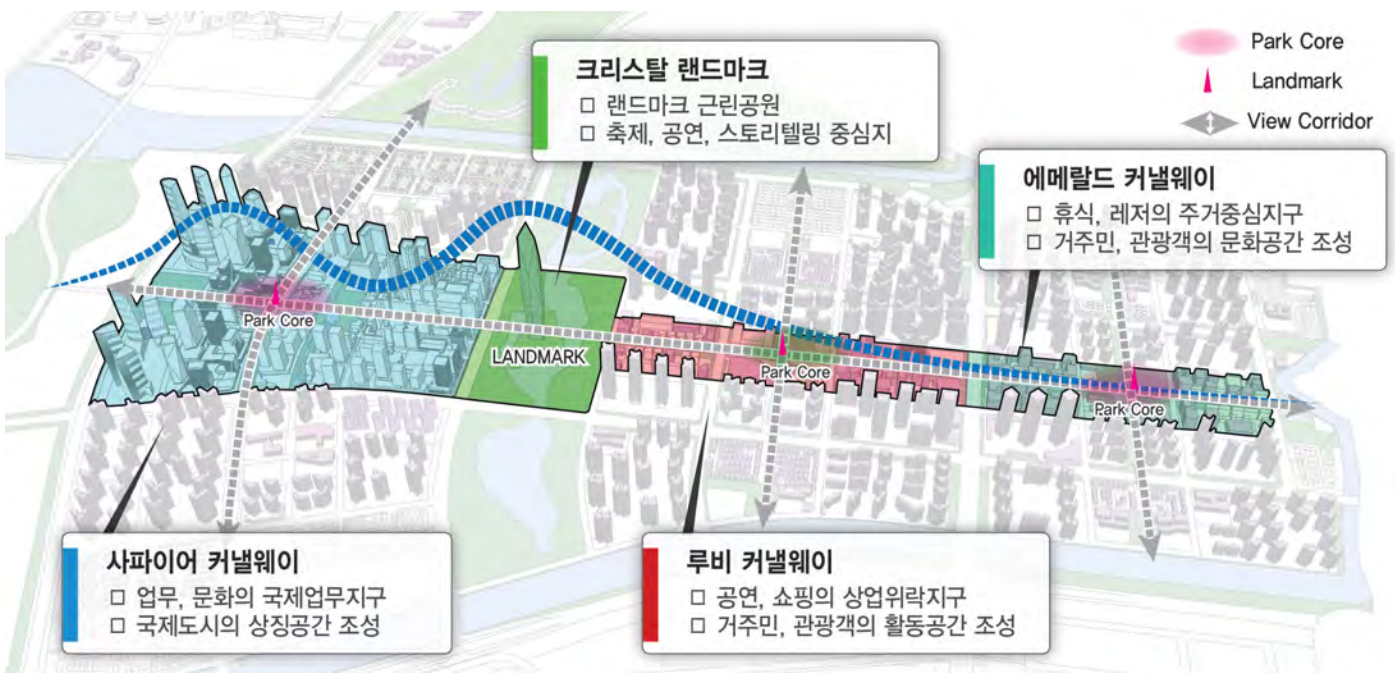 Park Core
Landmark
View Corridor
크리스탈 랜드마크
□ 랜드마크 근린공원
□ 축제, 공연, 스토리텔링 중심지
에메랄드 커낼웨이
□ 휴식, 레저의 주거중심지구
□ 거주민, 관광객의 문화공간 조성
Park Core
LANDMARK
Park Core
Park Core
사파이어 커낼웨이
□ 업무, 문화의 국제업무지구
□ 국제도시의 상징공간 조성
루비 커낼웨이
□ 공연, 쇼핑의 상업위락지구
□ 거주민, 관광객의 활동공간 조성